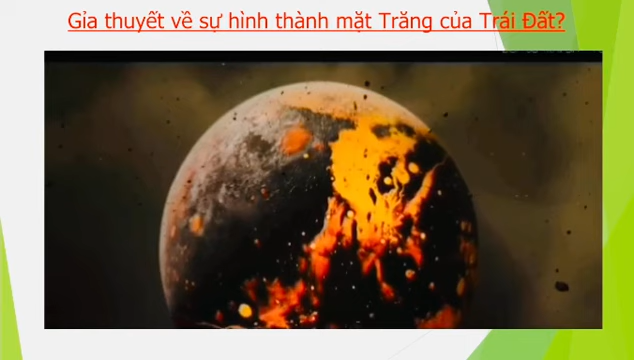 Gỉa thuyết về sự hình thành mặt Trăng của Trái Đất?